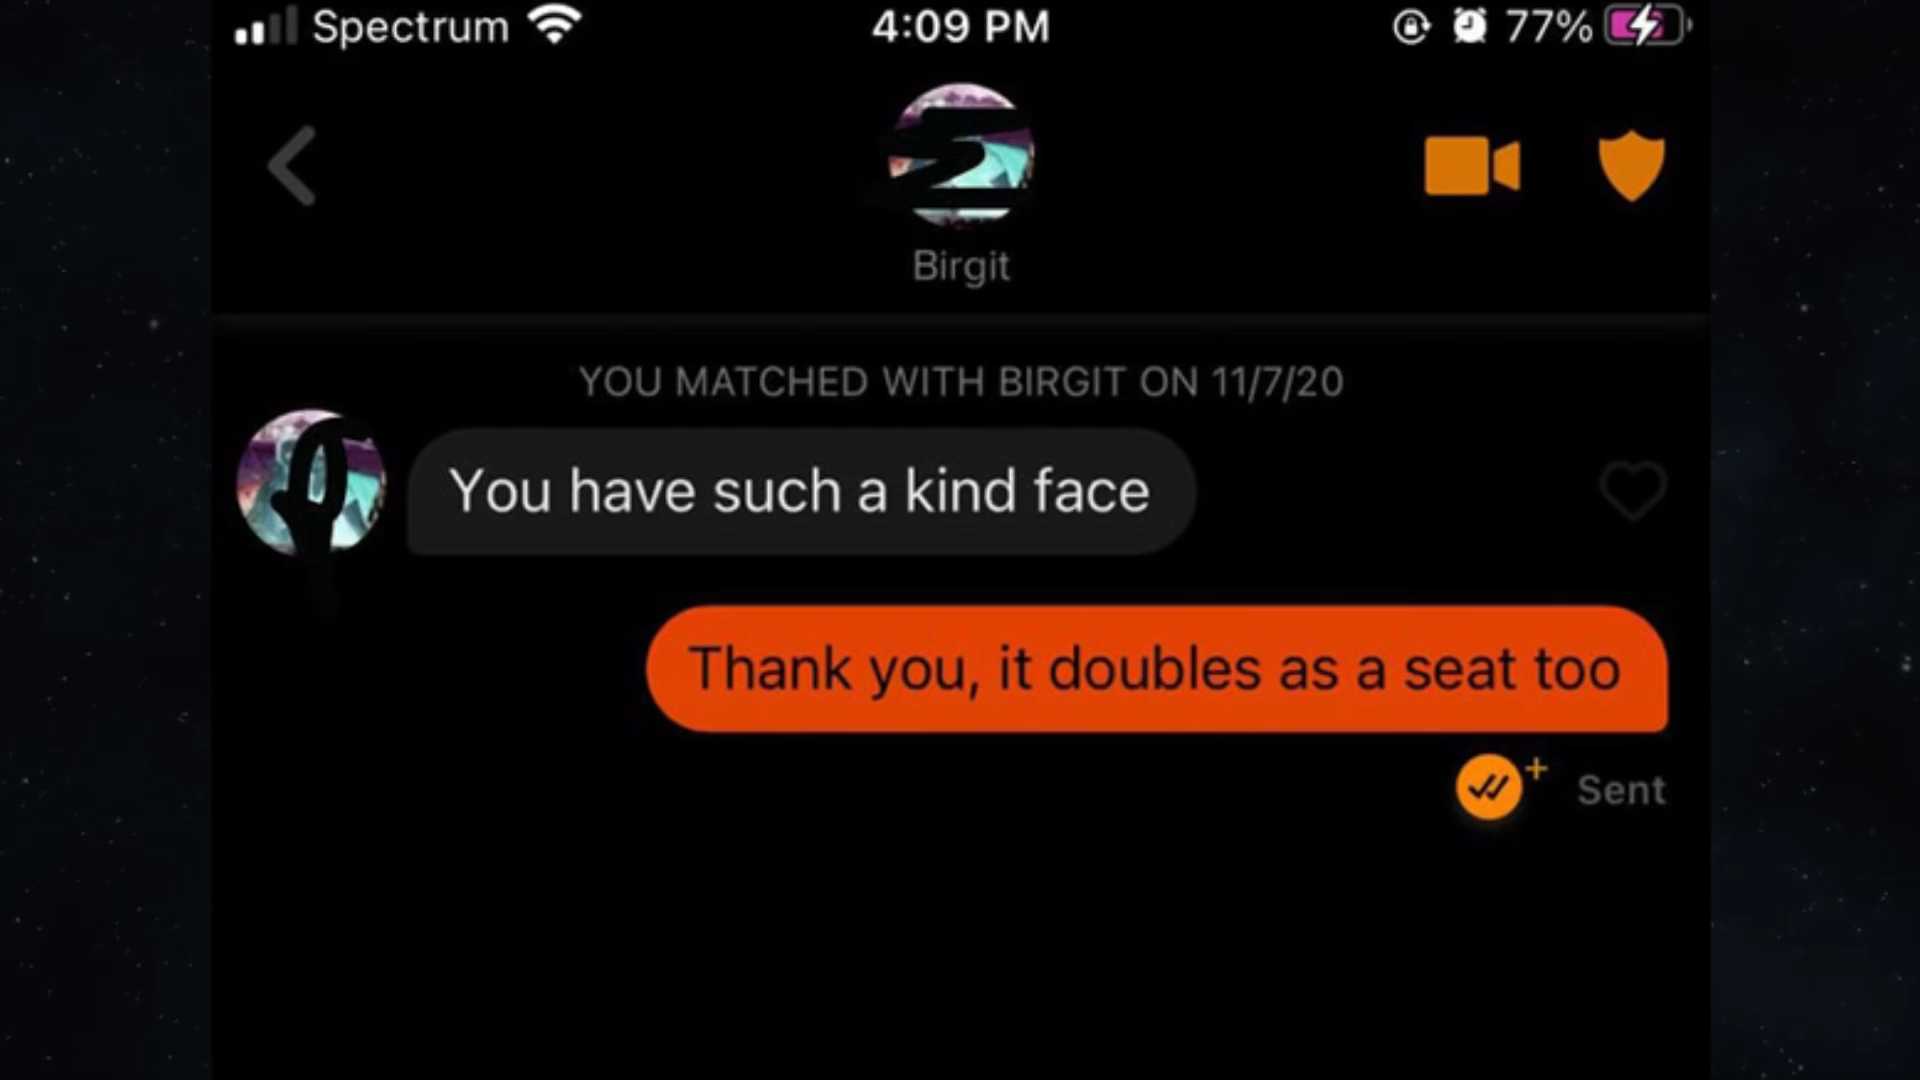 Spectrum 4:09 PM 77%
Birgit
YOU MATCHED WITH BIRGIT ON 11/7/20
You have such a kind face
Thank you, it doubles as a seat too
Sent